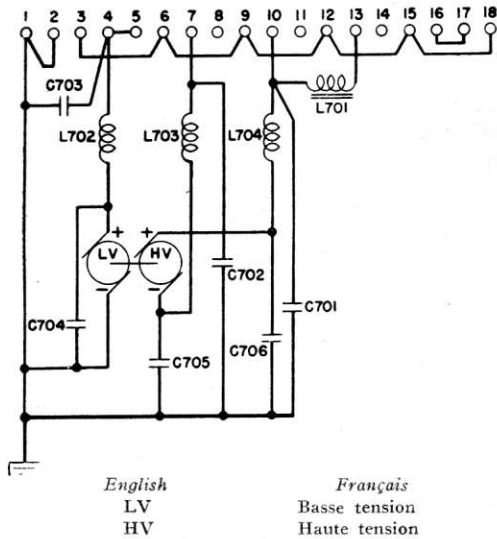 1 2 3 4 5 6 7 8 9 10 11 12 13 14 15 16 17 18
C703
L701
L702 L703 L704
+ +
LV HV
- -
C702
C704
C701
C705
C706
English Français
LV Basse tension
HV Haute tension